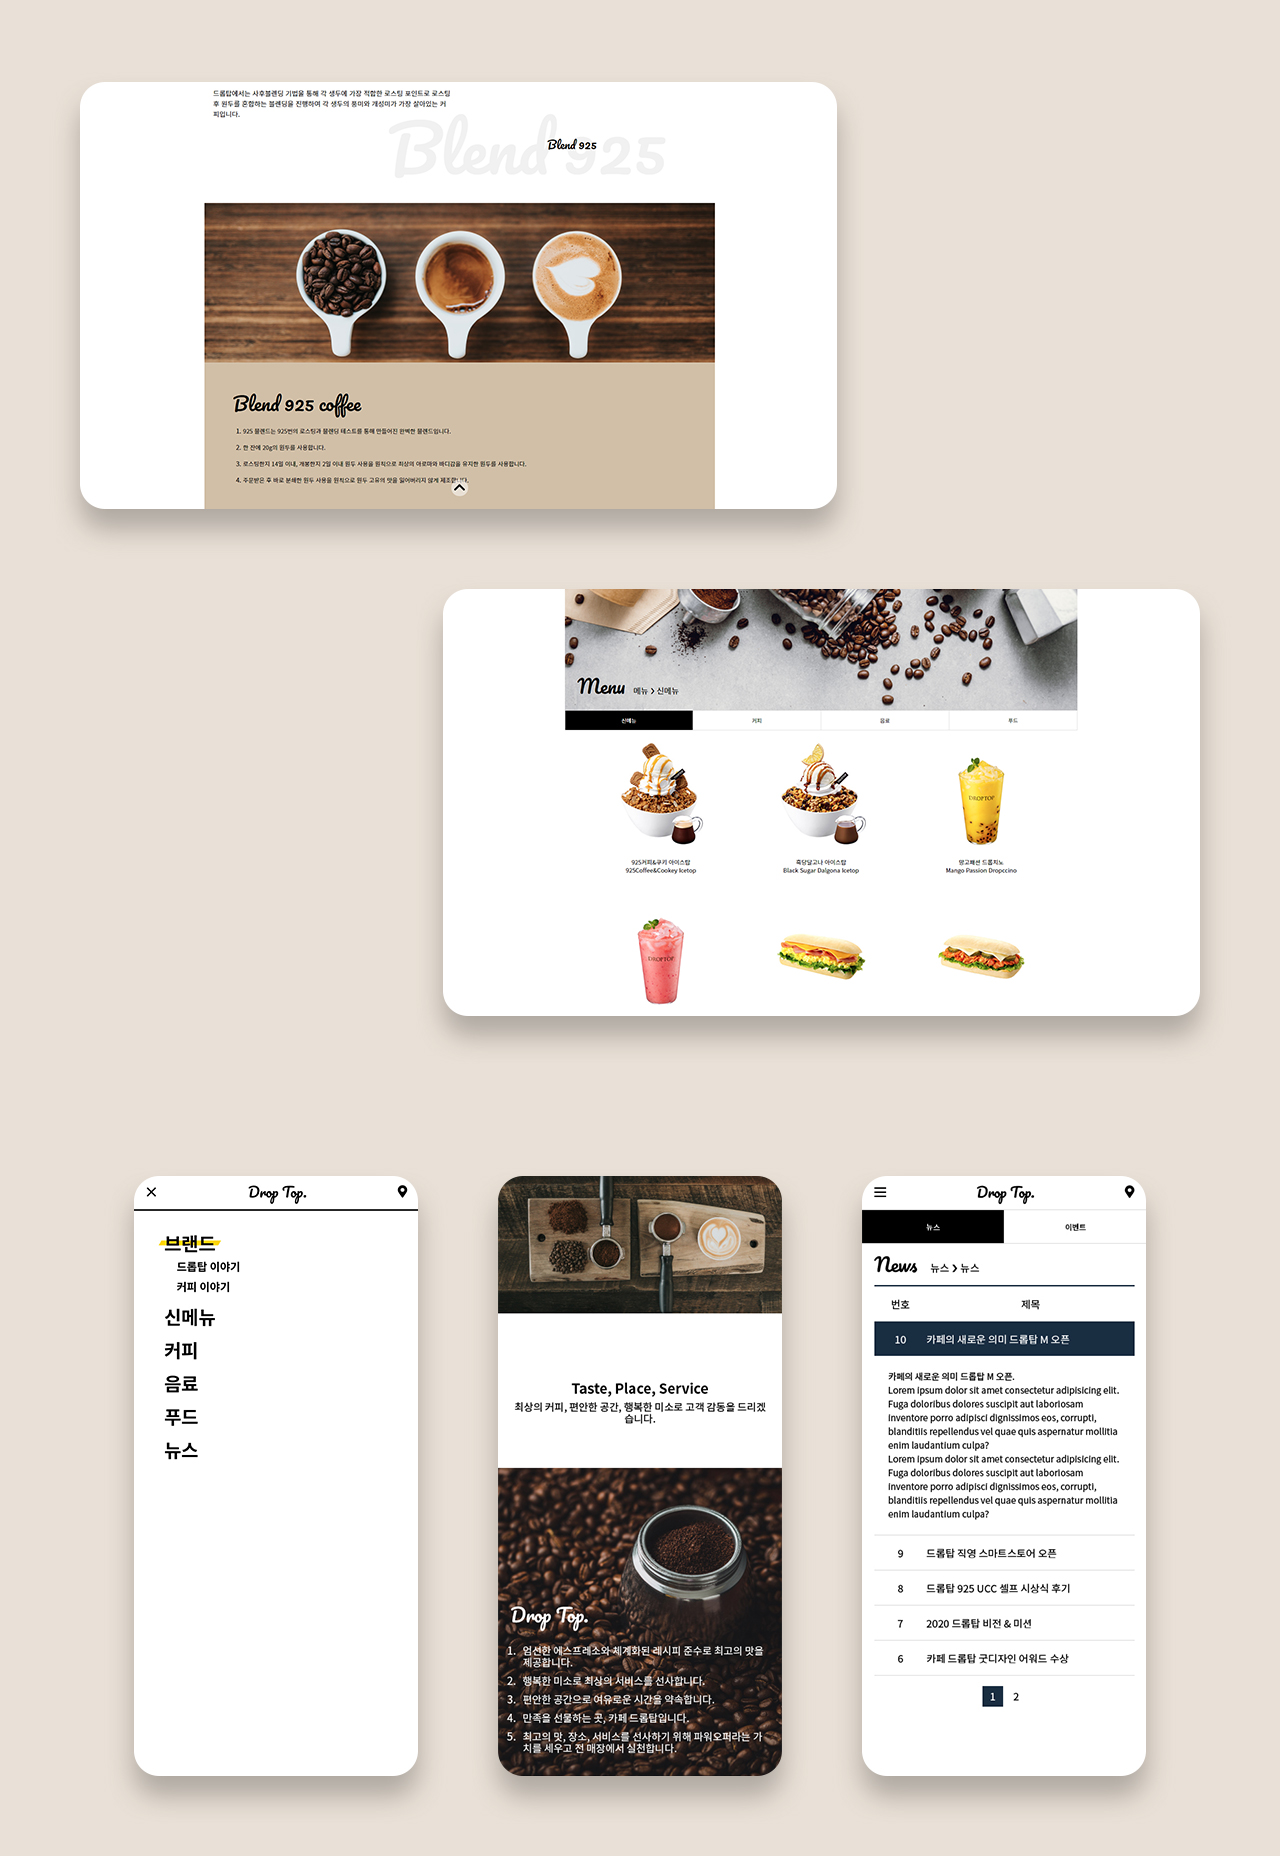 드롭탑에서는 사후블렌딩 기법을 통해 각 생두에 가장 적합한 로스팅 포인트로 로스팅
후 원두를 혼합하는 블렌딩을 진행하여 각 생두의 풍미와 개성미가 가장 살아있는 커
피입니다.
Blend 925
Blend 925
Blend 925 coffee
1. 925 블렌드는 925번의 로스팅과 블렌딩 테스트를 통해 만들어진 완벽한 블렌드입니다.
2. 한 잔에 20g의 원두를 사용합니다.
3. 로스팅한지 14일 이내, 개봉한지 2일 이내 원두 사용을 원칙으로 최상의 아로마와 바디감을 유지한 원두를 사용합니다.
4. 주문받은 후 바로 분쇄한 원두 사용을 원칙으로 원두 고유의 맛을 잃어버리지 않게 제조합니다.
Menu 메뉴 > 신메뉴
신메뉴 커피 음료 푸드
DROPTOP
925커피&쿠키 아이스탑 흑당달고나 아이스탑 망고패션 드롭치노
925Coffee&Cookey Icetop Black Sugar Dalgona Icetop Mango Passion Dropccino
DROPTOP
Drop Top.
브랜드
드롭탑 이야기
커피 이야기
신메뉴
커피
음료
푸드
뉴스
Taste, Place, Service
최상의 커피, 편안한 공간, 행복한 미소로 고객 감동을 드리겠
습니다.
Drop Top.
1. 엄선한 에스프레소와 체계화된 레시피 준수로 최고의 맛을
제공합니다.
2. 행복한 미소로 최상의 서비스를 선사합니다.
3. 편안한 공간으로 여유로운 시간을 약속합니다.
4. 만족을 선물하는 곳, 카페 드롭탑입니다.
5. 최고의 맛, 장소, 서비스를 선사하기 위해 파워오퍼라는 가
치를 세우고 전 매장에서 실천합니다.
Drop Top.
뉴스 이벤트
News 뉴스 > 뉴스
번호 제목
10 카페의 새로운 의미 드롭탑 M 오픈
카페의 새로운 의미 드롭탑 M 오픈.
Lorem ipsum dolor sit amet consectetur adipisicing elit.
Fuga doloribus dolores suscipit aut laboriosam
inventore porro adipisci dignissimos eos, corrupti,
blanditiis repellendus vel quae quis aspernatur mollitia
enim laudantium culpa?
Lorem ipsum dolor sit amet consectetur adipisicing elit.
Fuga doloribus dolores suscipit aut laboriosam
inventore porro adipisci dignissimos eos, corrupti,
blanditiis repellendus vel quae quis aspernatur mollitia
enim laudantium culpa?
9 드롭탑 직영 스마트스토어 오픈
8 드롭탑 925 UCC 셀프 시상식 후기
7 2020 드롭탑 비전 & 미션
6 카페 드롭탑 굿디자인 어워드 수상
1 2